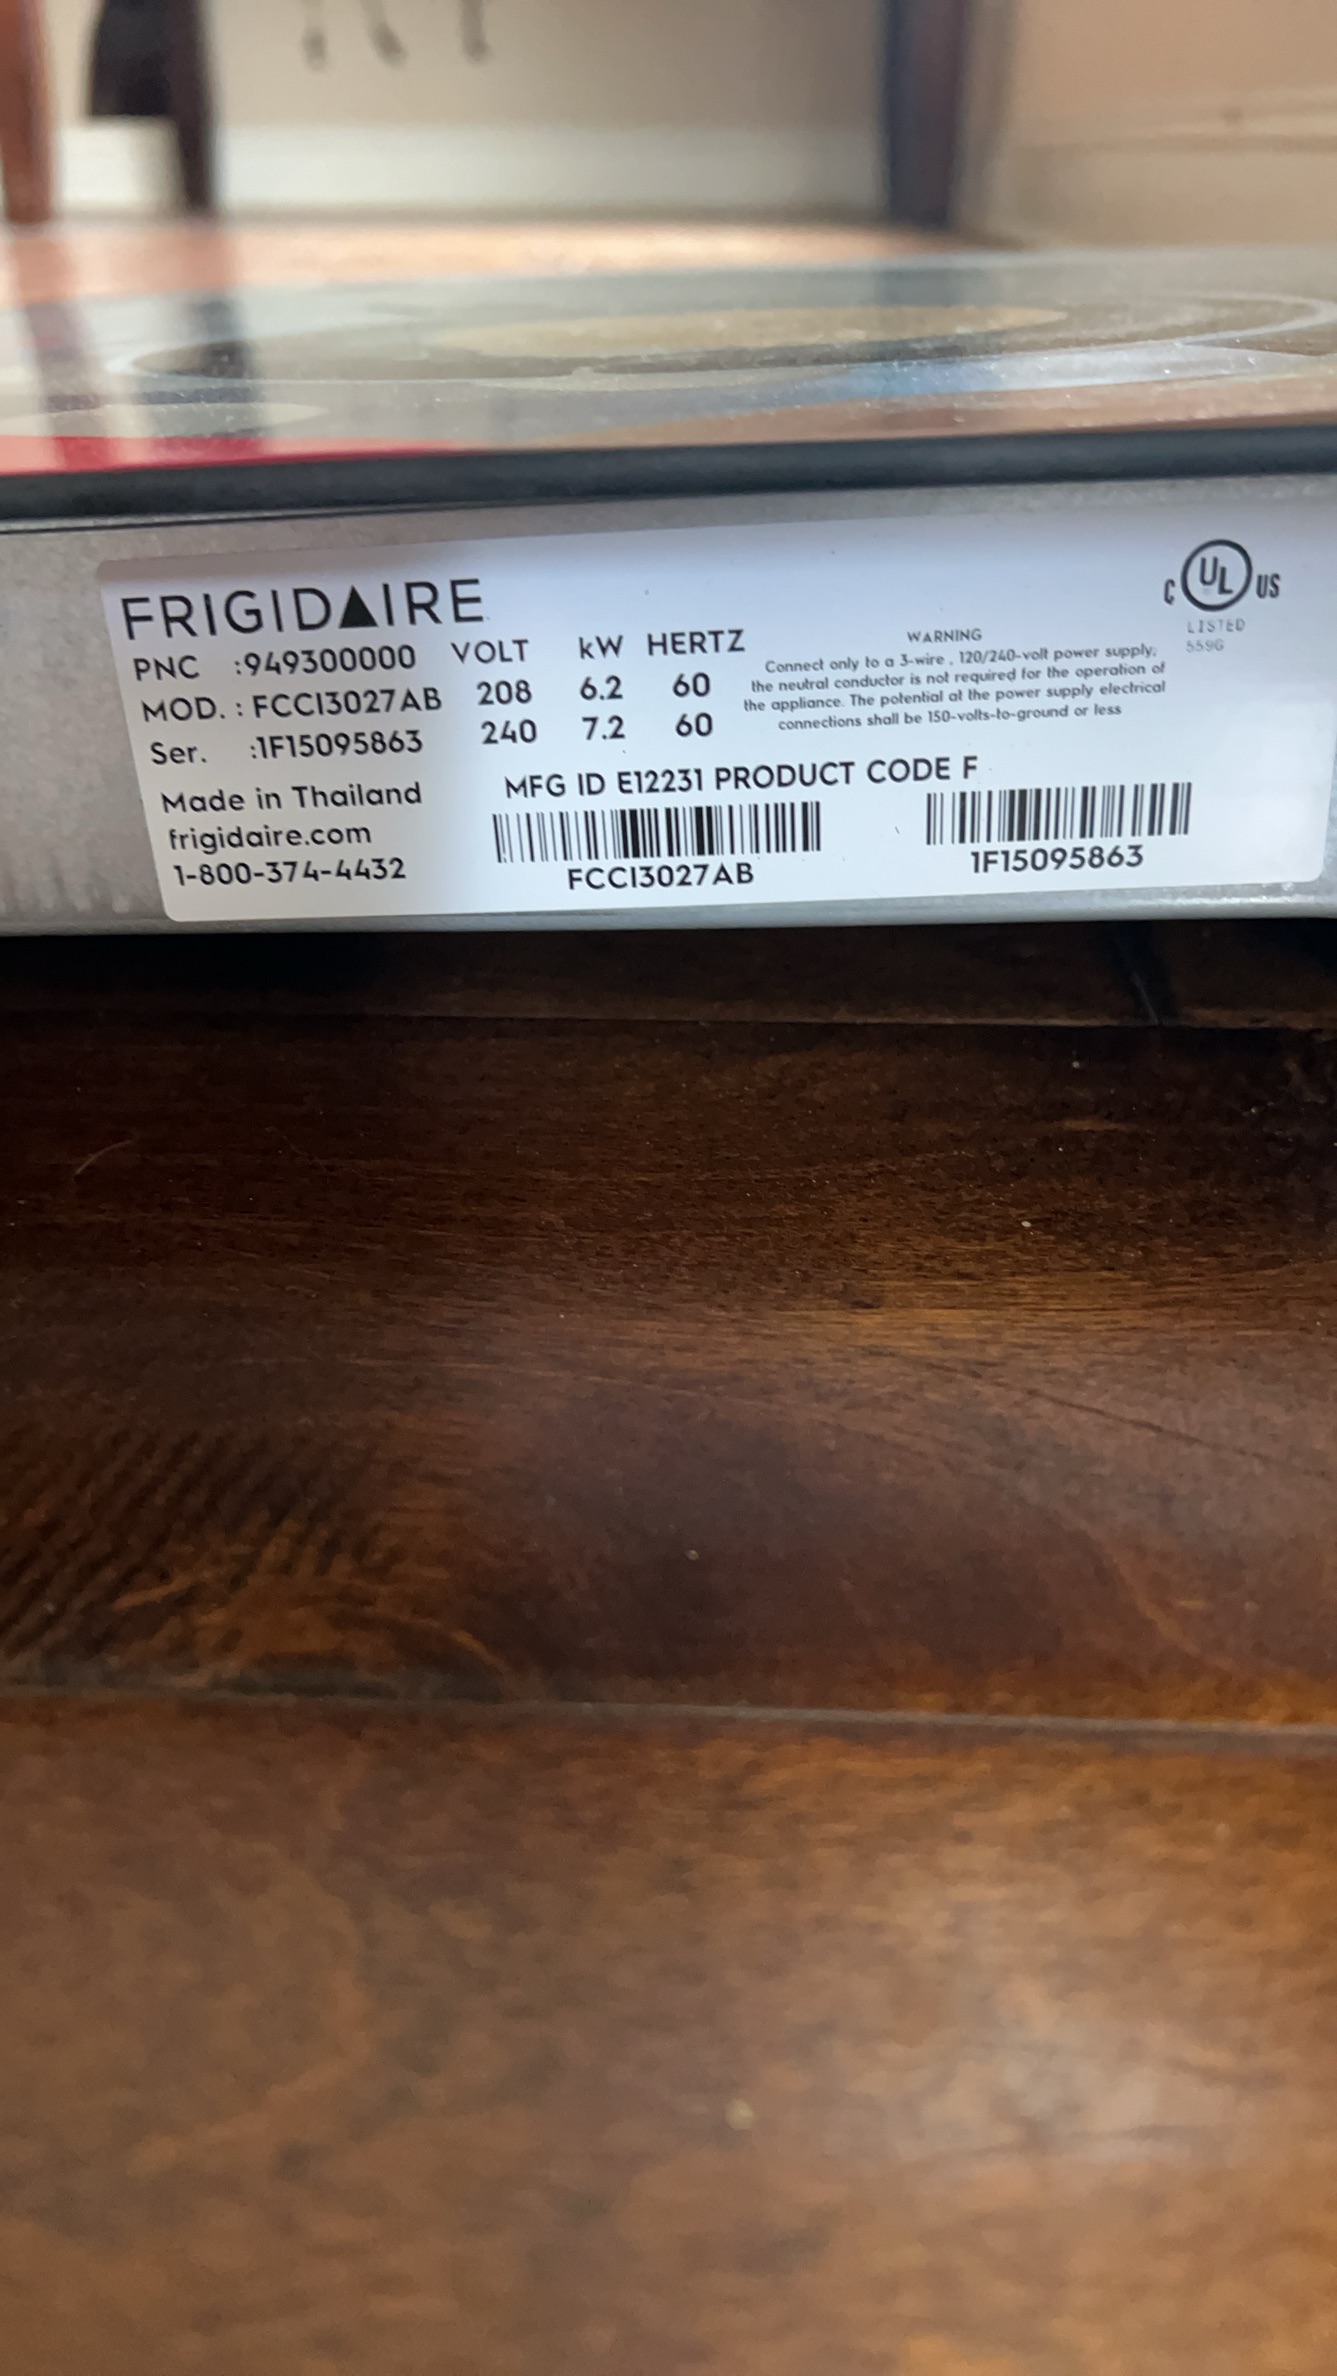 FRIGIDAIRE
PNC :949300000
MOD. : FCCI3027AB
Ser. :1F15095863
VOLT kW HERTZ
208 6.2 60
240 7.2 60
WARNING
Connect only to a 3-wire , 120/240-volt power supply;
the neutral conductor is not required for the operation of
the appliance. The potential at the power supply electrical
connections shall be 150-volts-to-ground or less
C UL US
LISTED
559G
Made in Thailand
frigidaire.com
1-800-374-4432
MFG ID E12231 PRODUCT CODE F
FCCI3027AB
1F15095863